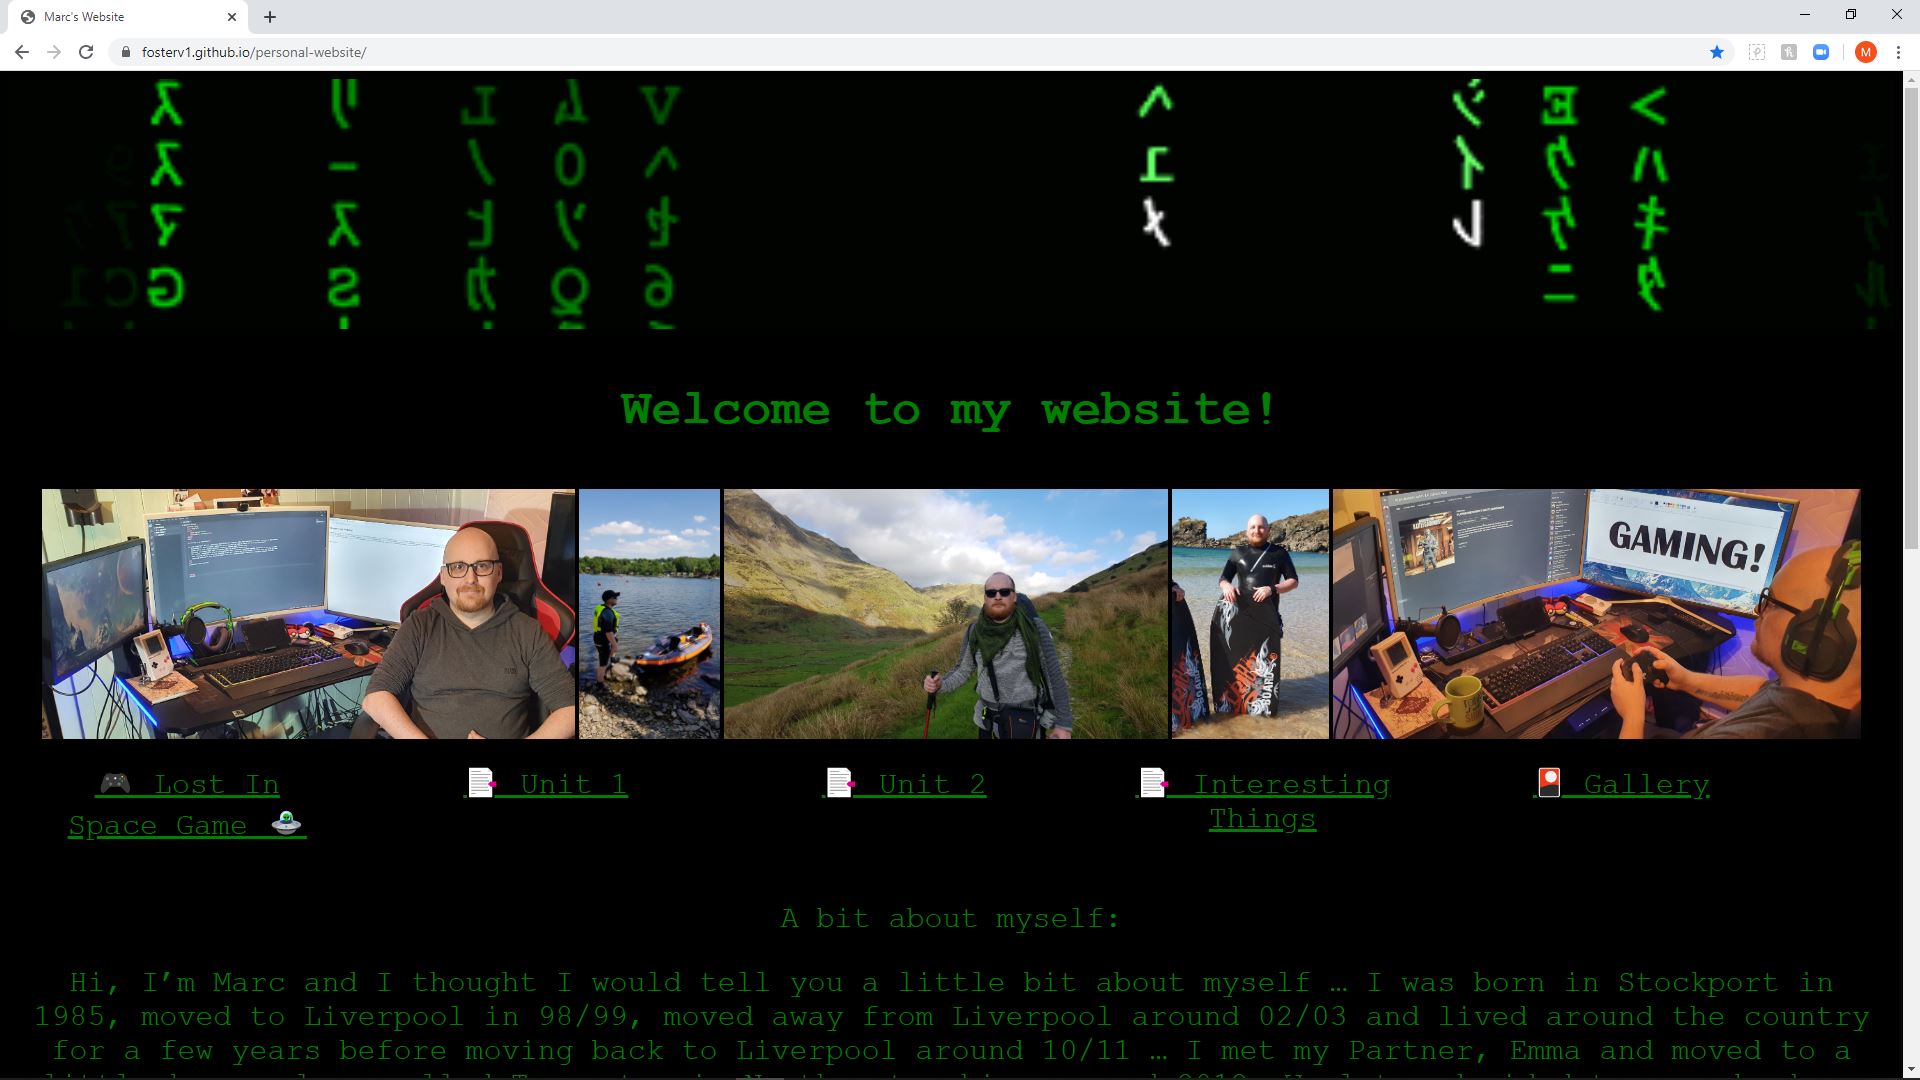 Marc's Website
fosterv1.github.io/personal-website/
M
Welcome to my website!
GAMING!
Lost In
Space Game
Unit 1
Unit 2
Interesting
Things
Gallery
A bit about myself:
Hi, I’m Marc and I thought I would tell you a little bit about myself … I was born in Stockport in
1985, moved to Liverpool in 98/99, moved away from Liverpool around 02/03 and lived around the country
for a few years before moving back to Liverpool around 10/11 … I met my Partner, Emma and moved to a